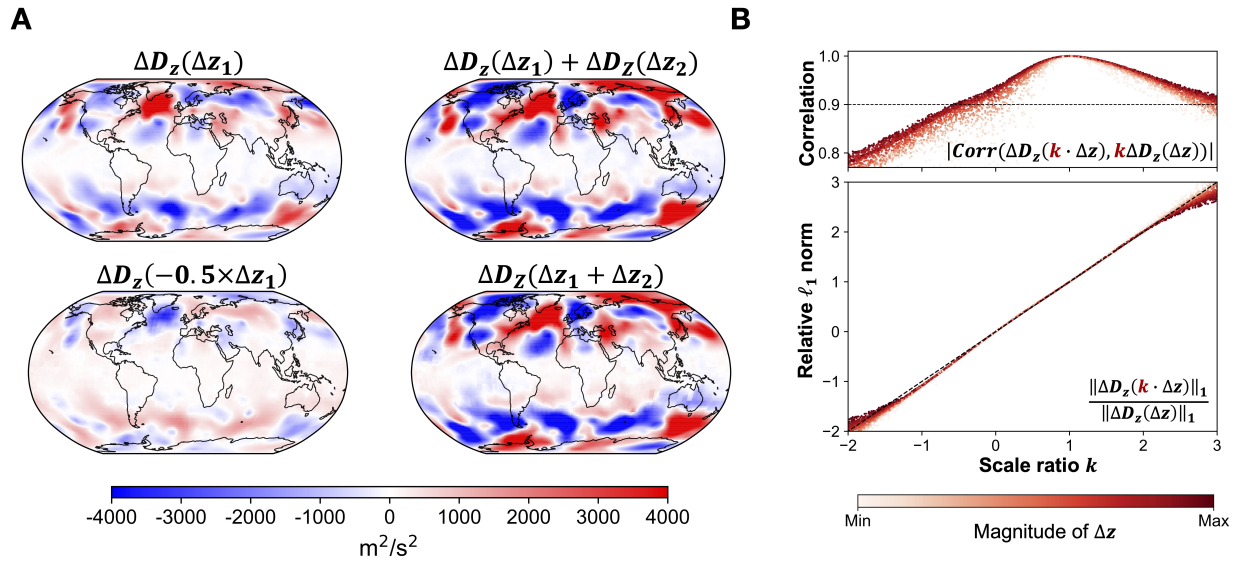 A
ΔD_z(Δz_1)
ΔD_z(Δz_1) + ΔD_z(Δz_2)
ΔD_z(−0.5×Δz_1)
ΔD_z(Δz_1 + Δz_2)
-4000 -3000 -2000 -1000 0 1000 2000 3000 4000
m²/s²
B
Correlation
1.0
0.9
0.8
|Corr(ΔD_z(k · Δz), kΔD_z(Δz))|
Relative ℓ_1 norm
3
2
1
0
−1
−2
‖ΔD_z(k · Δz)‖_1
‖ΔD_z(Δz)‖_1
−2 −1 0 1 2 3
Scale ratio k
Min Max
Magnitude of Δz